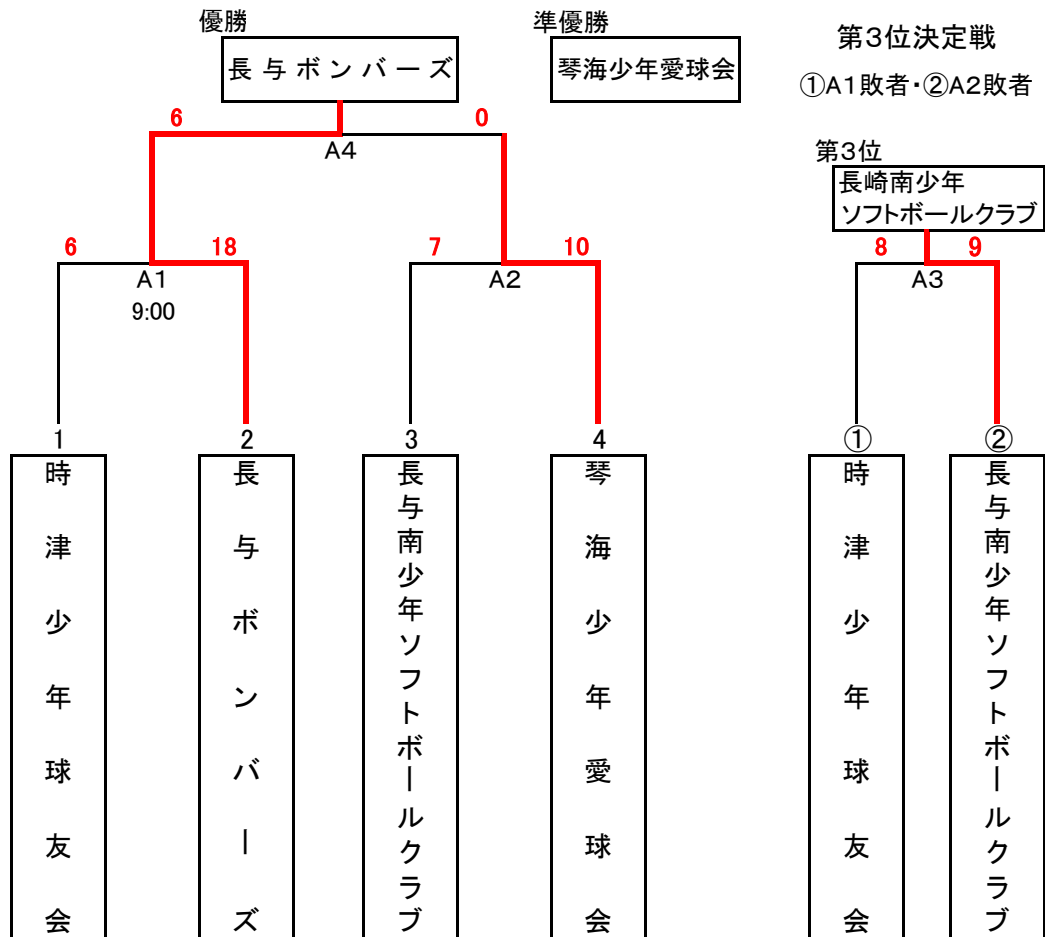 優勝
長与ボンバーズ
準優勝
琴海少年愛球会
第3位決定戦
①A1敗者・②A2敗者
6
0
A4
第3位
長崎南少年
ソフトボールクラブ
6
18
A1
9:00
7
10
A2
8
9
A3
1
2
3
4
①
②
時津少年球友会
長与ボンバーズ
長与南少年ソフトボールクラブ
琴海少年愛球会
時津少年球友会
長与南少年ソフトボールクラブ